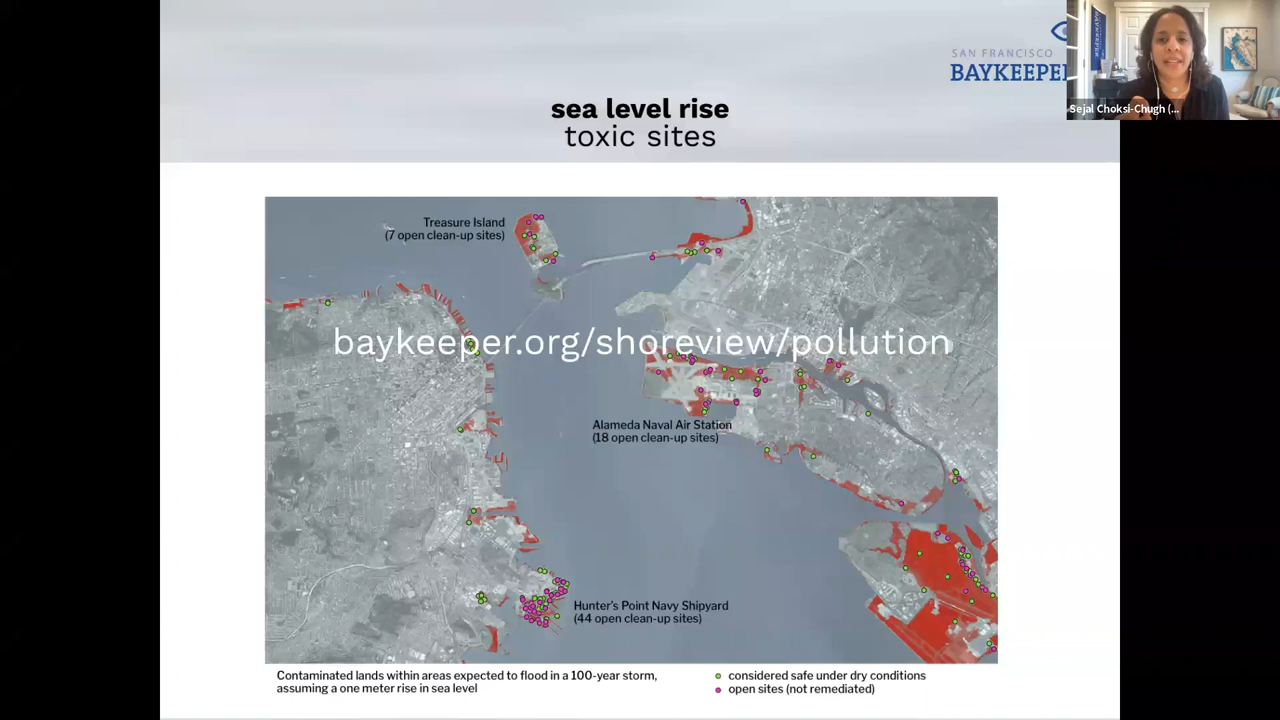 SAN FRANCISCO
BAYKEEPE
Sejal Choksi-Chugh (...
sea level rise
toxic sites
Treasure Island
(7 open clean-up sites)
baykeeper.org/shoreview/pollution
Alameda Naval Air Station
(18 open clean-up sites)
Hunter's Point Navy Shipyard
(44 open clean-up sites)
Contaminated lands within areas expected to flood in a 100-year storm,
assuming a one meter rise in sea level
considered safe under dry conditions
open sites (not remediated)